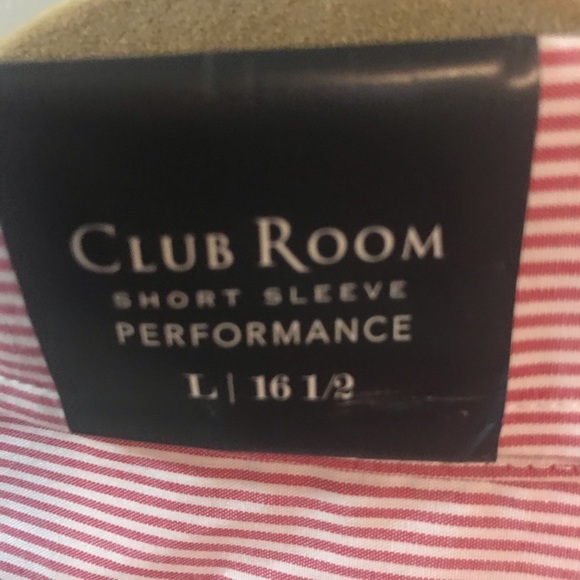 CLUB ROOM
SHORT SLEEVE
PERFORMANCE
L | 16 1/2